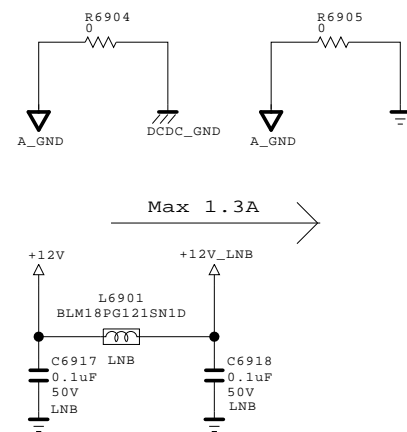 R6904
0
R6905
0
A_GND
DCDC_GND
A_GND
Max 1.3A
+12V
+12V_LNB
L6901
BLM18PG121SN1D
C6917
0.1uF
50V
LNB
LNB
C6918
0.1uF
50V
LNB